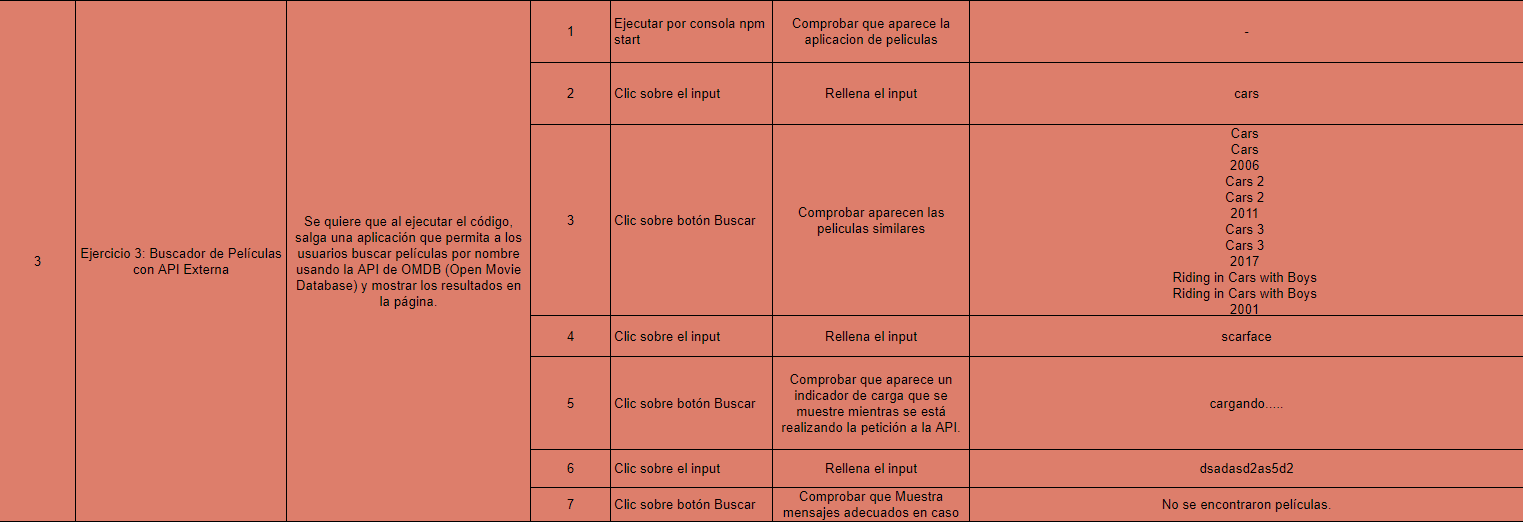 3
Ejercicio 3: Buscador de Películas
con API Externa
Se quiere que al ejecutar el código,
salga una aplicación que permita a los
usuarios buscar películas por nombre
usando la API de OMDB (Open Movie
Database) y mostrar los resultados en
la página.
1
Ejecutar por consola npm
start
Comprobar que aparece la
aplicacion de peliculas
-
2
Clic sobre el input
Rellena el input
cars
3
Clic sobre botón Buscar
Comprobar aparecen las
peliculas similares
Cars
Cars
2006
Cars 2
Cars 2
2011
Cars 3
Cars 3
2017
Riding in Cars with Boys
Riding in Cars with Boys
2001
4
Clic sobre el input
Rellena el input
scarface
5
Clic sobre botón Buscar
Comprobar que aparece un
indicador de carga que se
muestre mientras se está
realizando la petición a la API.
cargando.....
6
Clic sobre el input
Rellena el input
dsadasd2as5d2
7
Clic sobre botón Buscar
Comprobar que Muestra
mensajes adecuados en caso
No se encontraron películas.